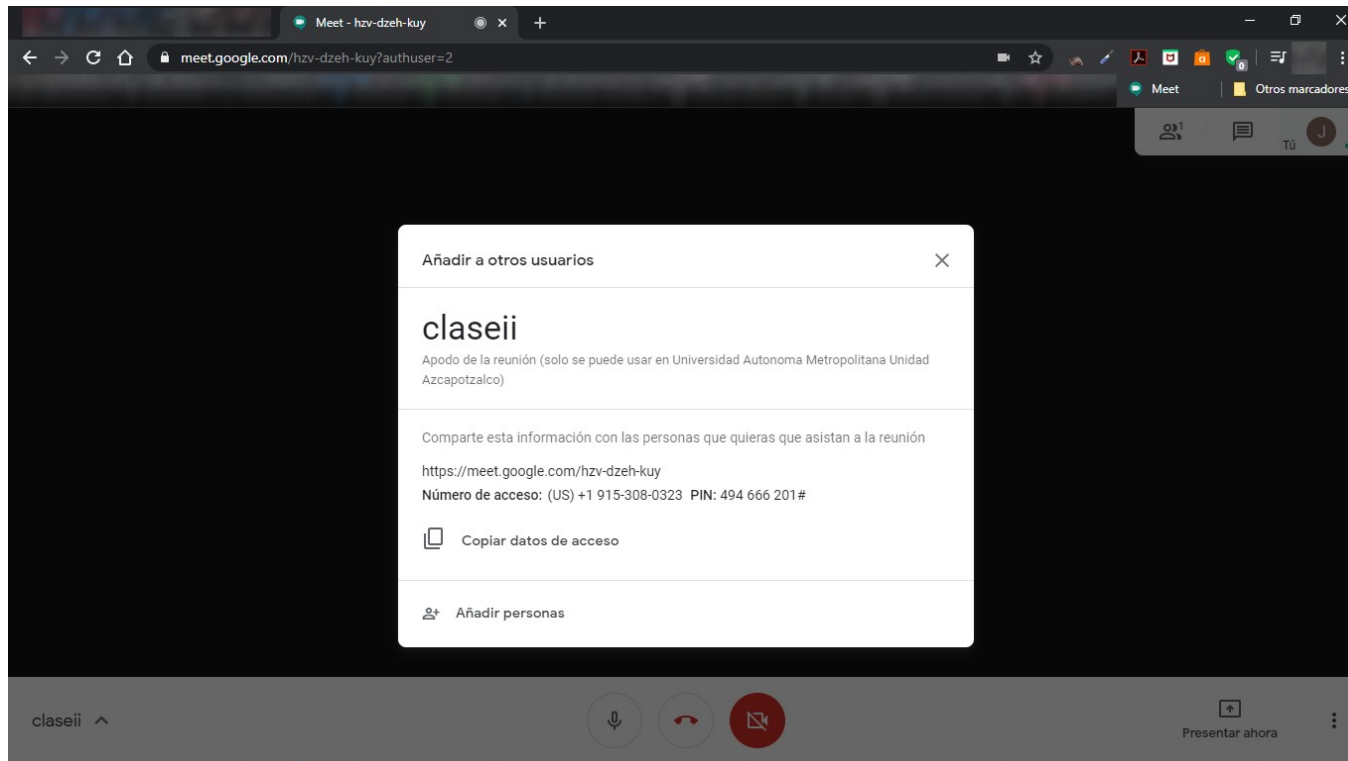 Meet - hzv-dzeh-kuy
meet.google.com/hzv-dzeh-kuy?authuser=2
0
Meet
Otros marcadores
1
Tú
J
Añadir a otros usuarios
claseii
Apodo de la reunión (solo se puede usar en Universidad Autonoma Metropolitana Unidad
Azcapotzalco)
Comparte esta información con las personas que quieras que asistan a la reunión
https://meet.google.com/hzv-dzeh-kuy
Número de acceso: (US) +1 915-308-0323 PIN: 494 666 201#
Copiar datos de acceso
Añadir personas
claseii
Presentar ahora